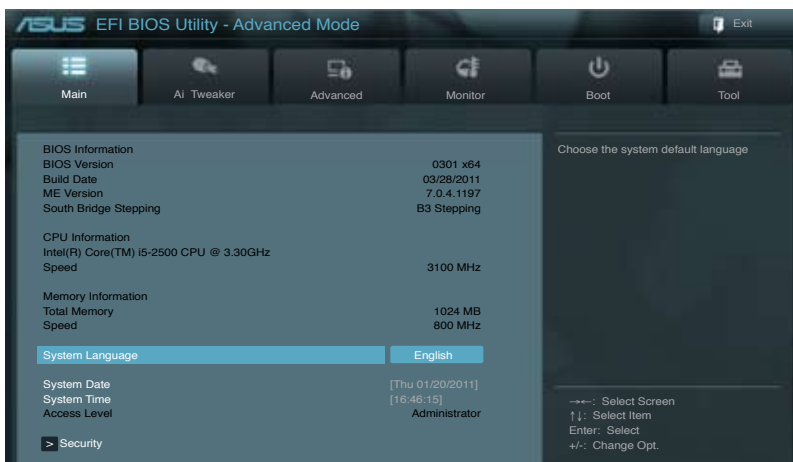 ASUS EFI BIOS Utility - Advanced Mode
Exit
Main
Ai Tweaker
Advanced
Monitor
Boot
Tool
BIOS Information
BIOS Version 0301 x64
Build Date 03/28/2011
ME Version 7.0.4.1197
South Bridge Stepping B3 Stepping
CPU Information
Intel(R) Core(TM) i5-2500 CPU @ 3.30GHz
Speed 3100 MHz
Memory Information
Total Memory 1024 MB
Speed 800 MHz
System Language English
System Date [Thu 01/20/2011]
System Time [16:46:15]
Access Level Administrator
> Security
Choose the system default language
→←: Select Screen
↑↓: Select Item
Enter: Select
+/-: Change Opt.